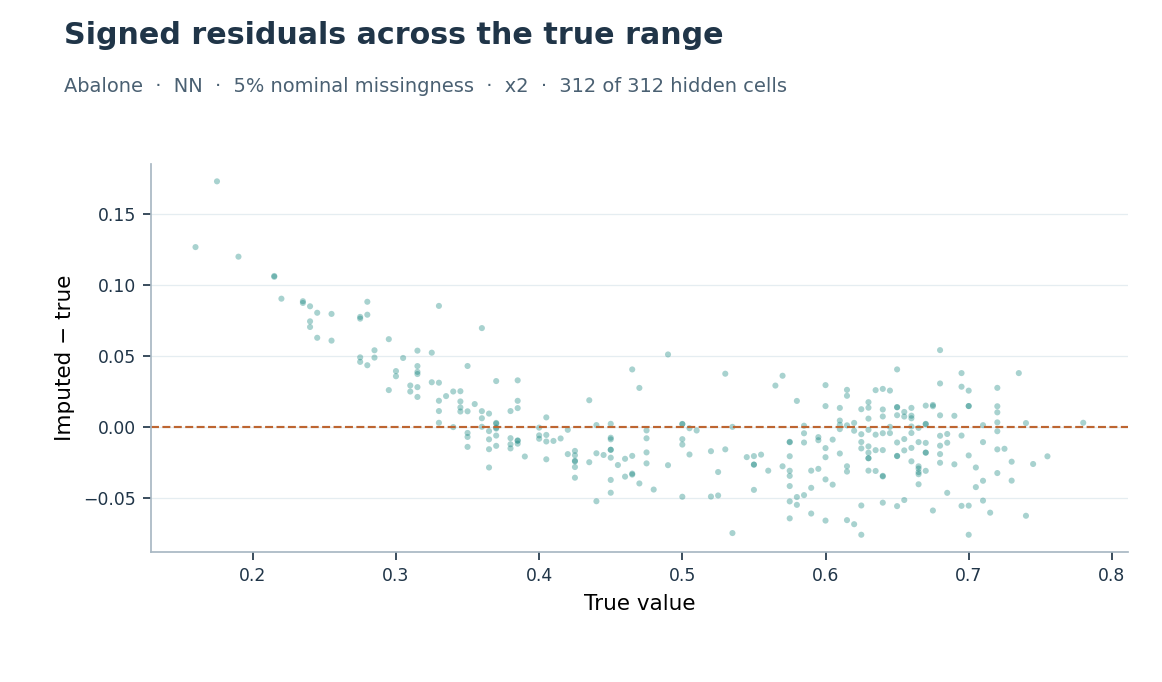 Signed residuals across the true range
Abalone · NN · 5% nominal missingness · x2 · 312 of 312 hidden cells
Imputed − true
0.15
0.10
0.05
0.00
−0.05
0.2 0.3 0.4 0.5 0.6 0.7 0.8
True value